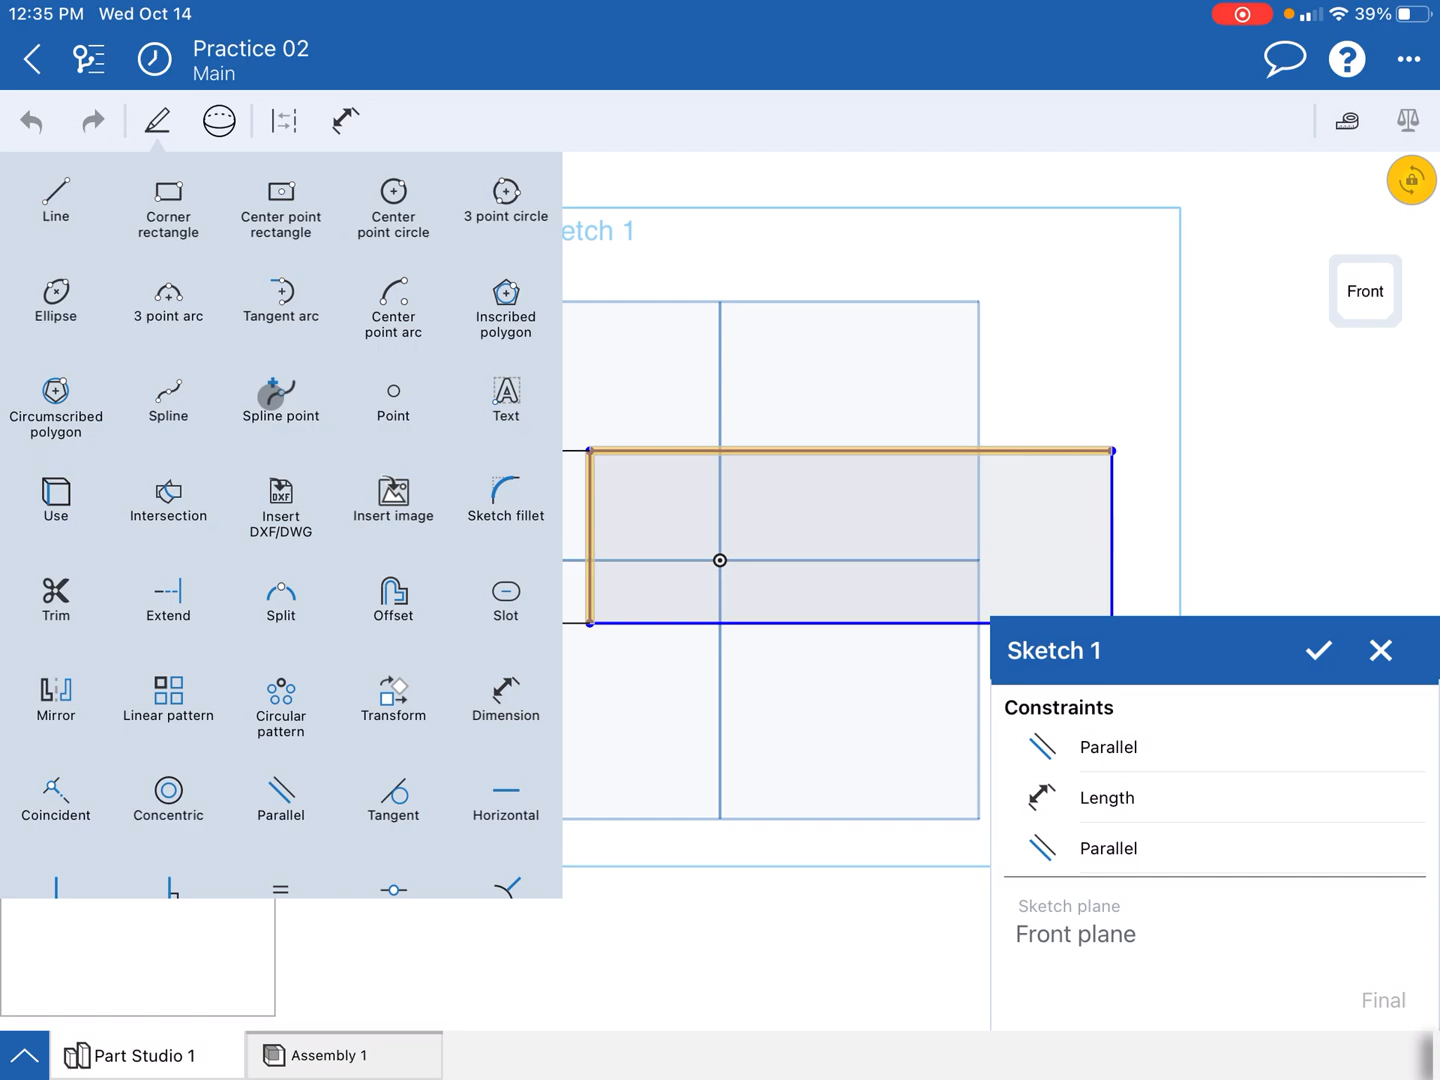 12:35 PM Wed Oct 14
39%
Practice 02
Main
Line
Corner
rectangle
Center point
rectangle
Center
point circle
3 point circle
Ellipse
3 point arc
Tangent arc
Center
point arc
Inscribed
polygon
Circumscribed
polygon
Spline
Spline point
Point
Text
Use
Intersection
DXF
Insert
DXF/DWG
Insert image
Sketch fillet
Trim
Extend
Split
Offset
Slot
Mirror
Linear pattern
Circular
pattern
Transform
Dimension
Coincident
Concentric
Parallel
Tangent
Horizontal
etch 1
Front
Sketch 1
Constraints
Parallel
Length
Parallel
Sketch plane
Front plane
Final
Part Studio 1
Assembly 1